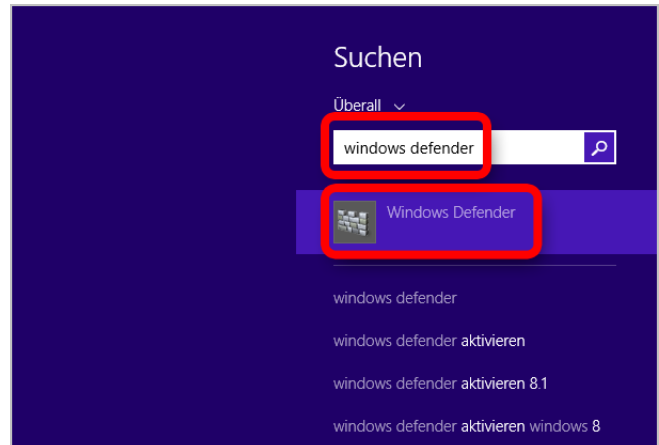 Suchen
Überall
windows defender
Windows Defender
windows defender
windows defender aktivieren
windows defender aktivieren 8.1
windows defender aktivieren windows 8